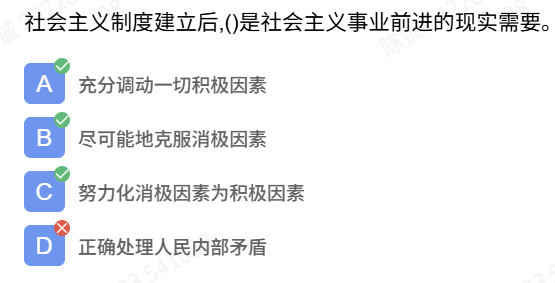 社会主义制度建立后,()是社会主义事业前进的现实需要。
A 充分调动一切积极因素
B 尽可能地克服消极因素
C 努力化消极因素为积极因素
D 正确处理人民内部矛盾